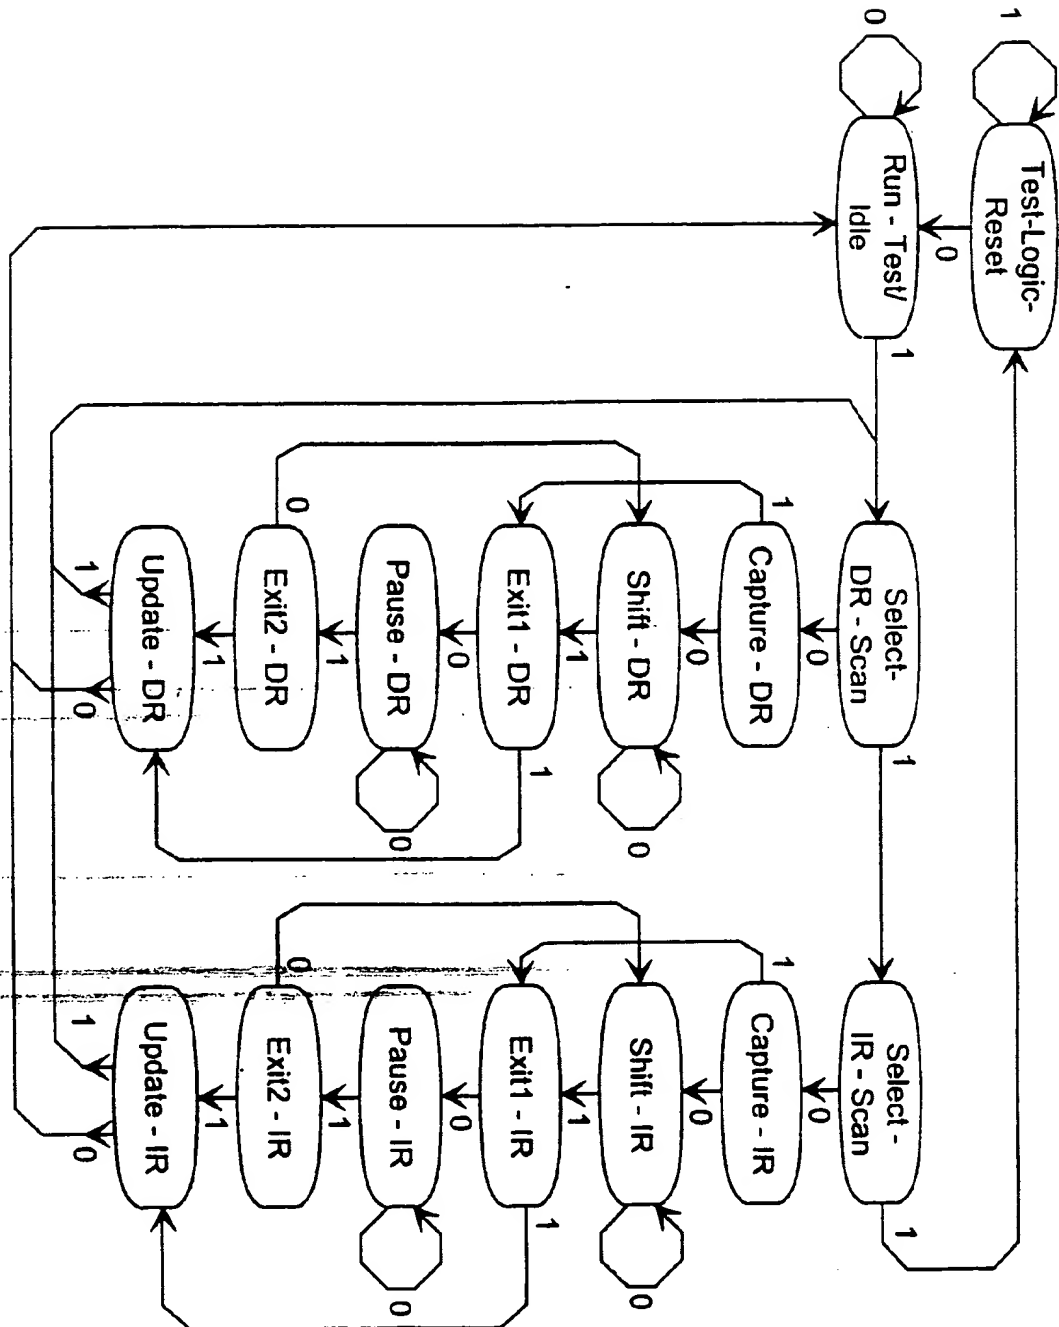 1
Test-Logic-
Reset
0
0
Run - Test/
Idle
1
Select-
DR - Scan
1
Select -
IR - Scan
1
0
1
Capture - DR
0
Shift - DR
0
1
Exit1 - DR
1
0
Pause - DR
0
1
0
Exit2 - DR
1
Update - DR
1
0
0
1
Capture - IR
0
Shift - IR
0
1
Exit1 - IR
1
0
Pause - IR
0
1
0
Exit2 - IR
1
Update - IR
1
0